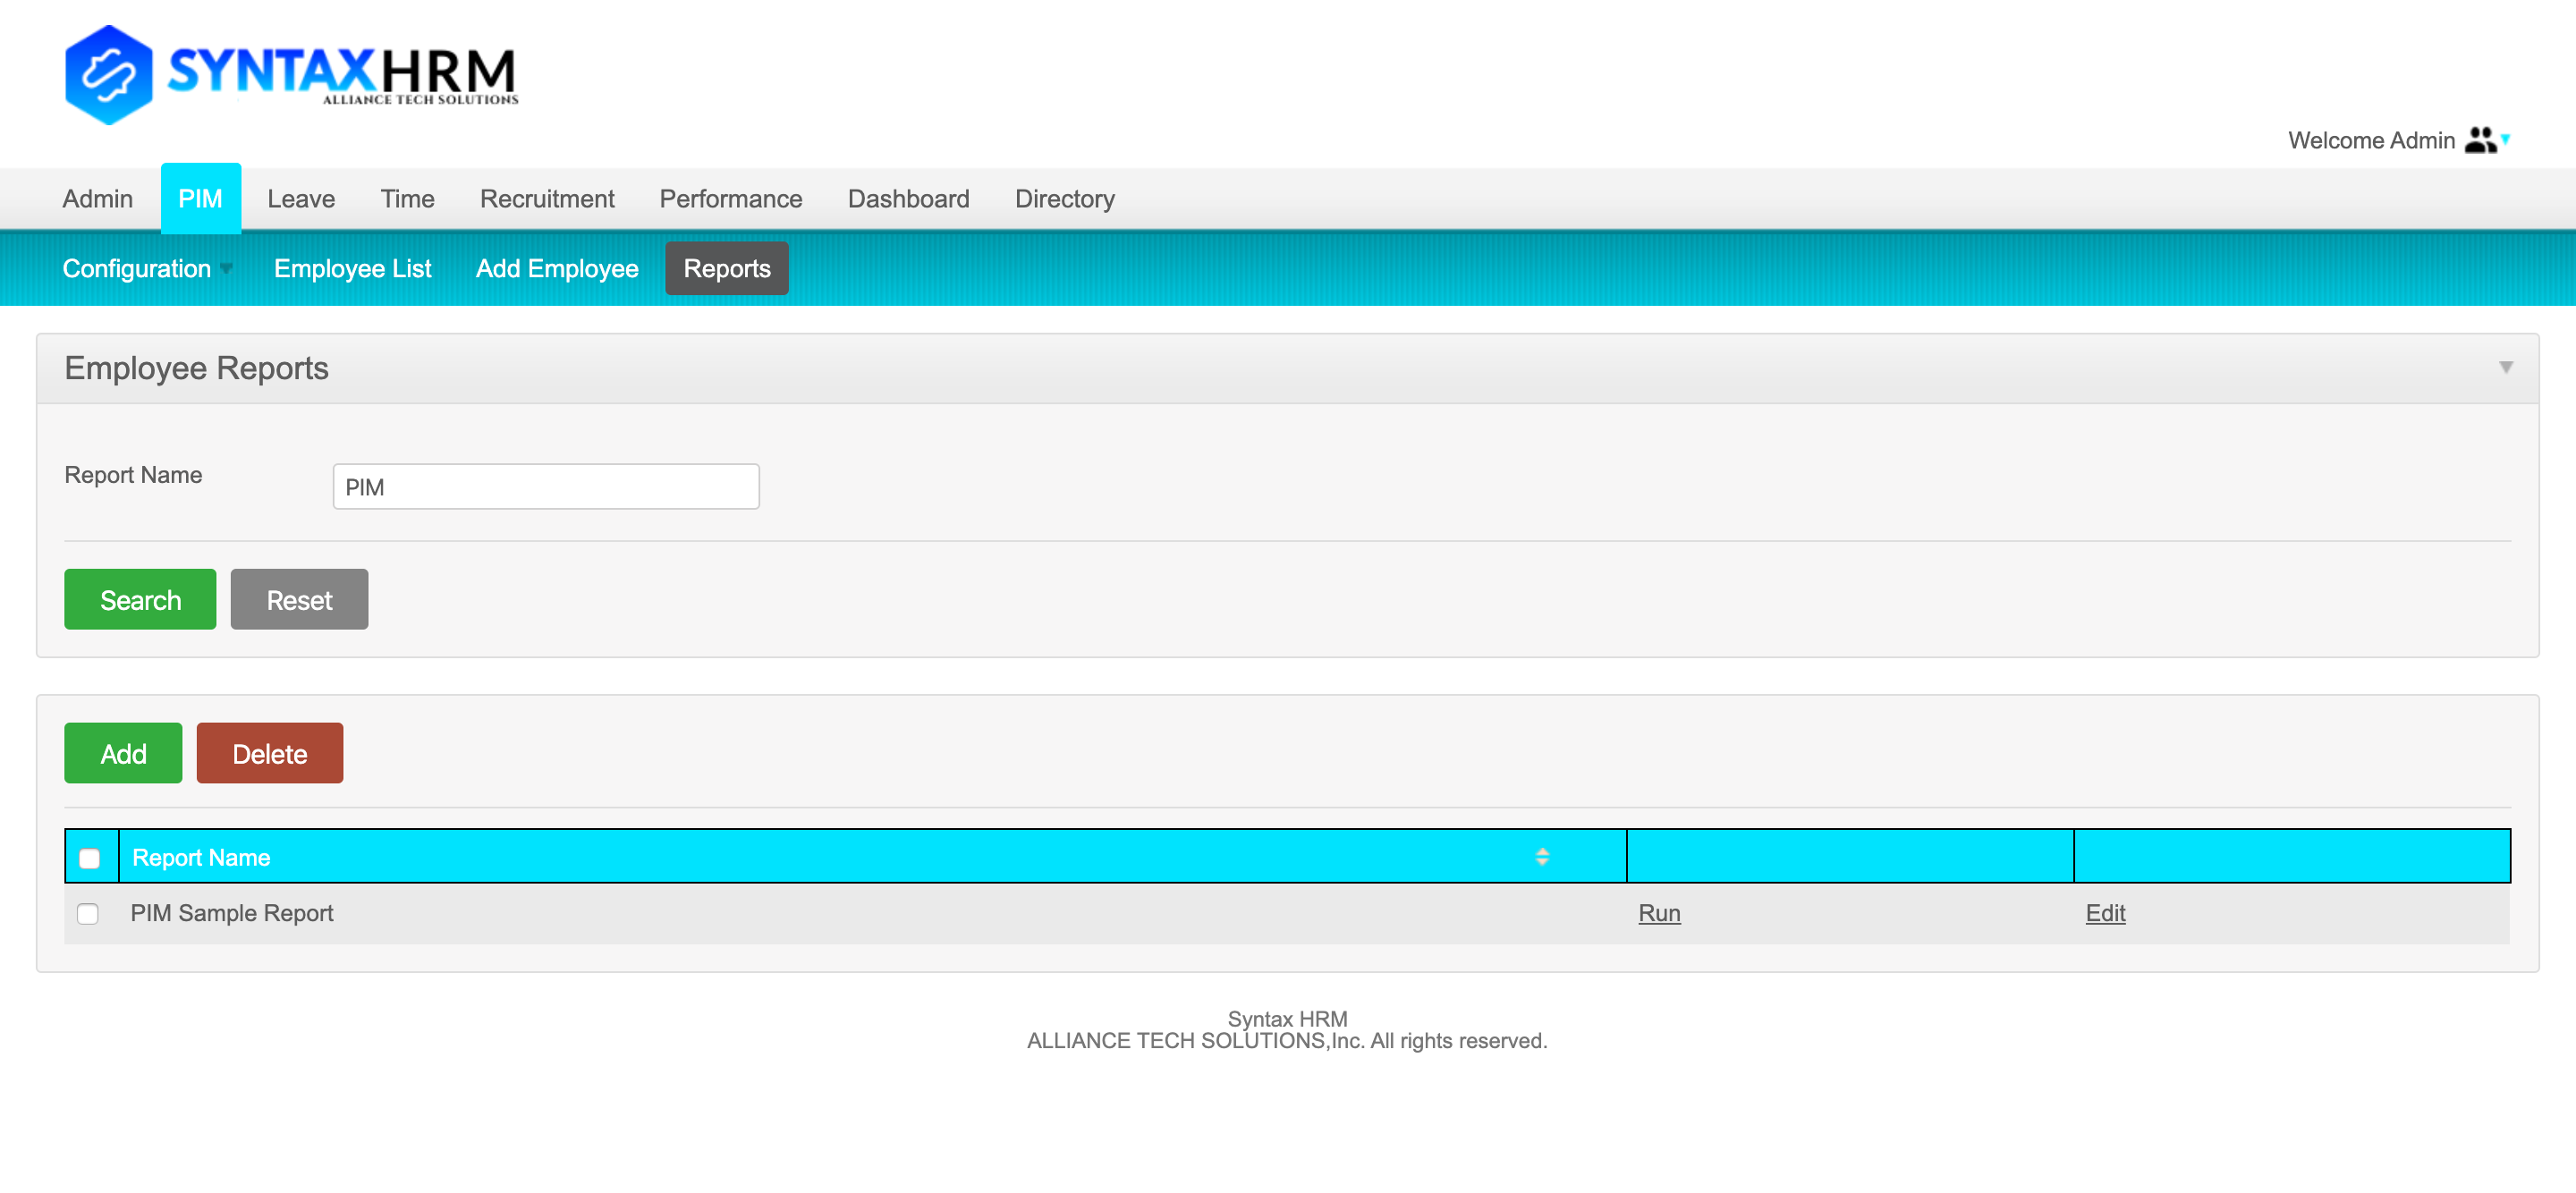 SYNTAXHRM
ALLIANCE TECH SOLUTIONS
Welcome Admin
Admin PIM Leave Time Recruitment Performance Dashboard Directory
Configuration Employee List Add Employee Reports
Employee Reports
Report Name PIM
Search Reset
Add Delete
Report Name
PIM Sample Report Run Edit
Syntax HRM
ALLIANCE TECH SOLUTIONS,Inc. All rights reserved.